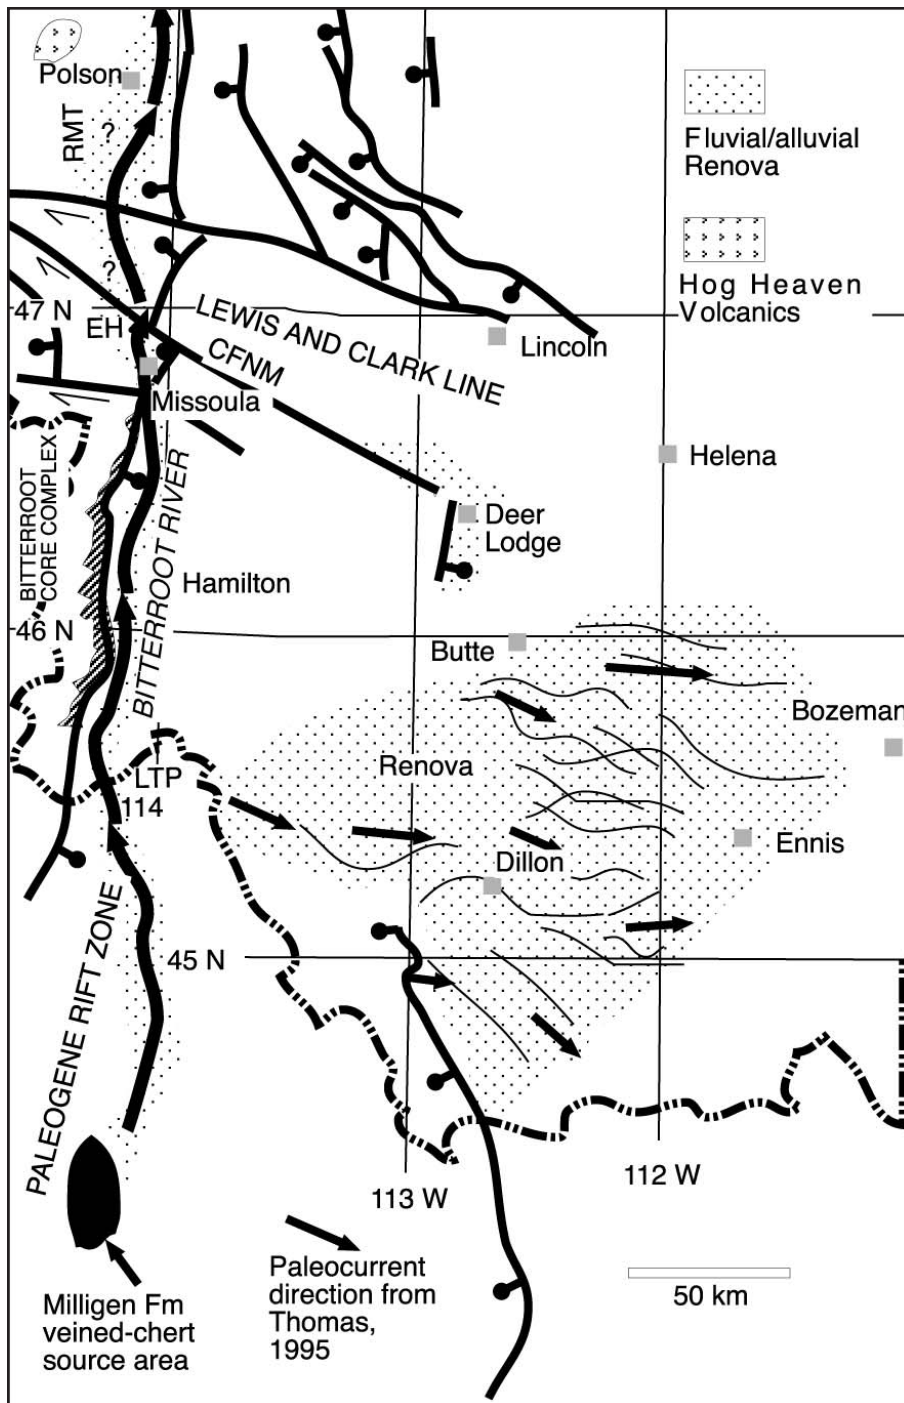 Polson
RMT
?
?
Fluvial/alluvial
Renova
Hog Heaven
Volcanics
47 N
EH
LEWIS AND CLARK LINE
CFNM
Lincoln
Missoula
Helena
BITTERROOT
CORE COMPLEX
BITTERROOT RIVER
Deer
Lodge
Hamilton
46 N
Butte
Bozeman
Renova
LTP
114
Ennis
Dillon
PALEOGENE RIFT ZONE
45 N
113 W
112 W
Paleocurrent
direction from
Thomas,
1995
50 km
Milligen Fm
veined-chert
source area